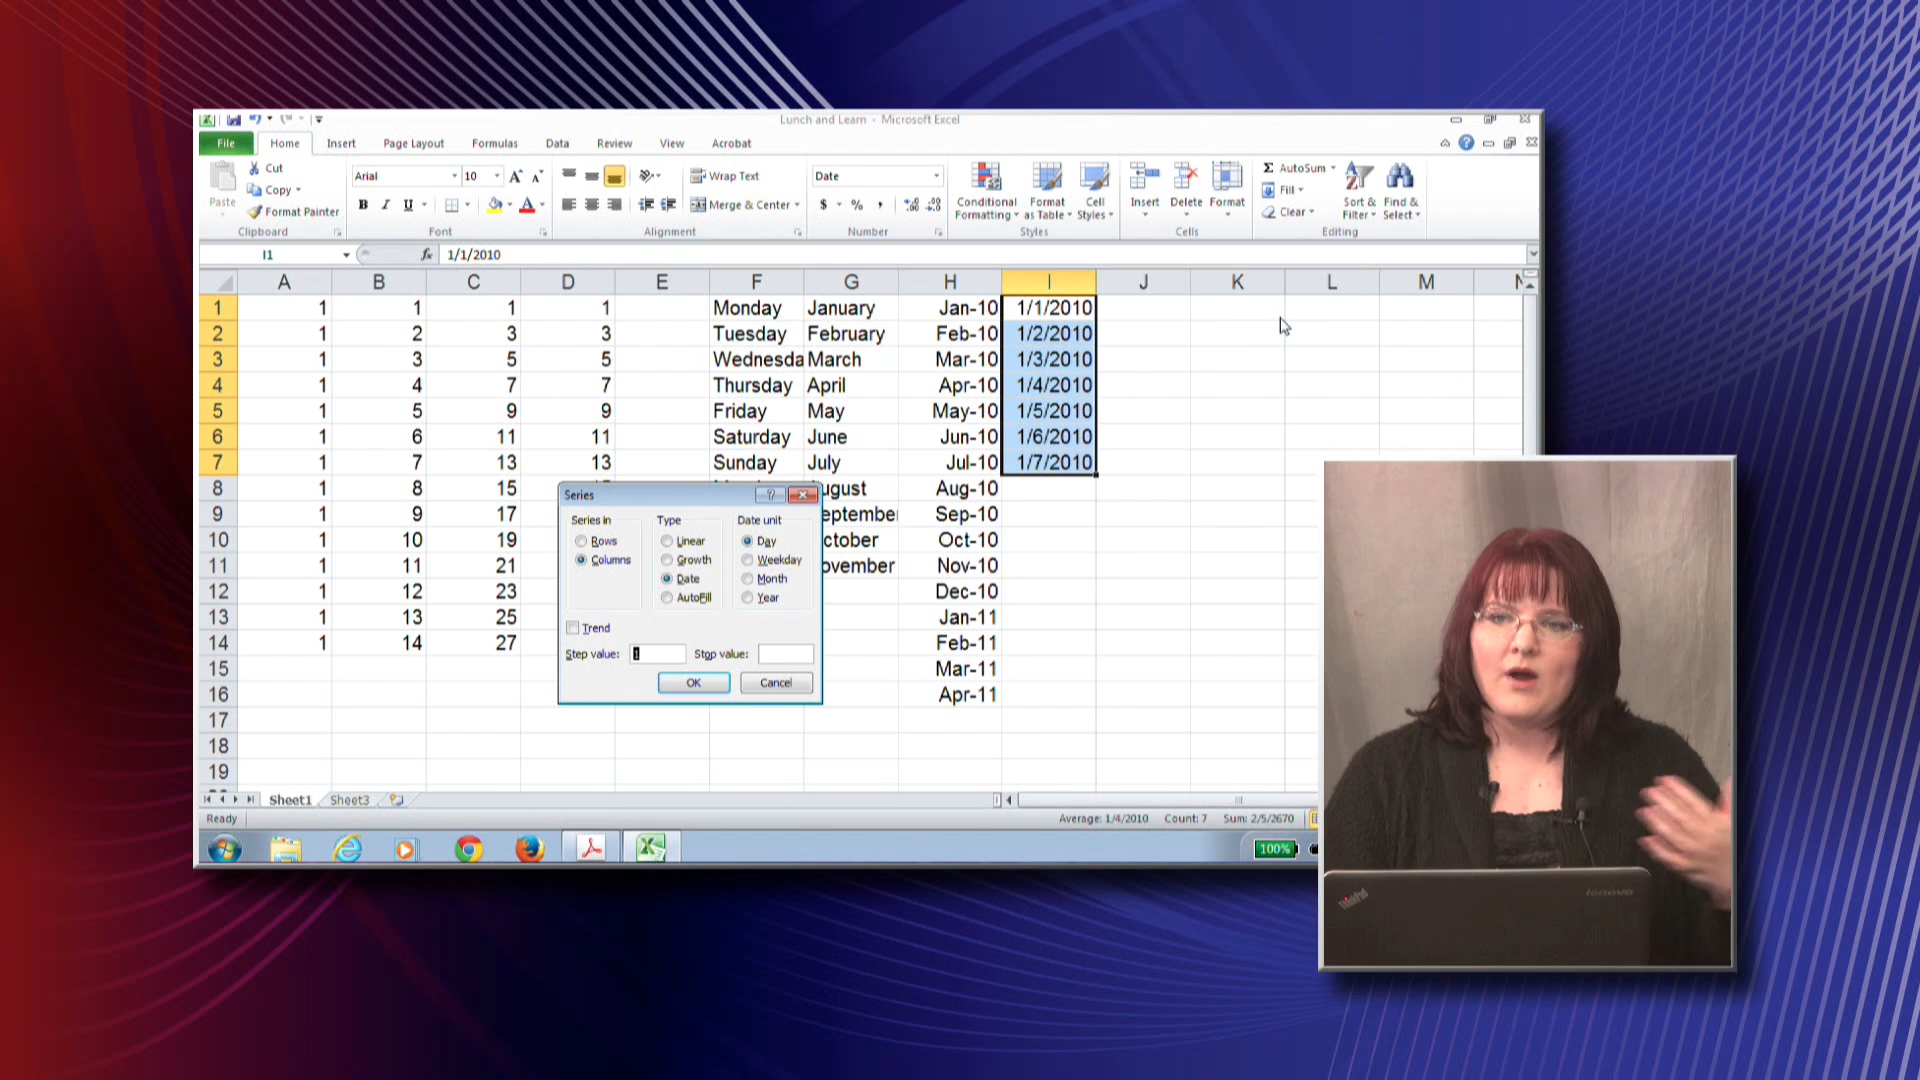 Lunch and Learn - Microsoft Excel
File Home Insert Page Layout Formulas Data Review View Acrobat
Paste
Cut
Copy
Format Painter
Clipboard
Arial 10
B I U
Font
Wrap Text
Merge & Center
Alignment
Date
$ % ,
Number
Conditional Formatting
Format as Table
Cell Styles
Styles
Insert Delete Format
Cells
Σ AutoSum
Fill
Clear
Sort & Filter
Find & Select
Editing
I1 fx 1/1/2010
A B C D E F G H I J K L M
1 1 1 1 1 Monday January Jan-10 1/1/2010
2 1 2 3 3 Tuesday February Feb-10 1/2/2010
3 1 3 5 5 Wednesda March Mar-10 1/3/2010
4 1 4 7 7 Thursday April Apr-10 1/4/2010
5 1 5 9 9 Friday May May-10 1/5/2010
6 1 6 11 11 Saturday June Jun-10 1/6/2010
7 1 7 13 13 Sunday July Jul-10 1/7/2010
8 1 8 15 ugust Aug-10
9 1 9 17 eptember Sep-10
10 1 10 19 ctober Oct-10
11 1 11 21 ovember Nov-10
12 1 12 23 Dec-10
13 1 13 25 Jan-11
14 1 14 27 Feb-11
15 Mar-11
16 Apr-11
17
18
19
Series
Series in Type Date unit
Rows Linear Day
Columns Growth Weekday
Date Month
AutoFill Year
Trend
Step value: 1 Stop value:
OK Cancel
Sheet1 Sheet3
Ready Average: 1/4/2010 Count: 7 Sum: 2/5/2670
100%
ThinkPad
lenovo